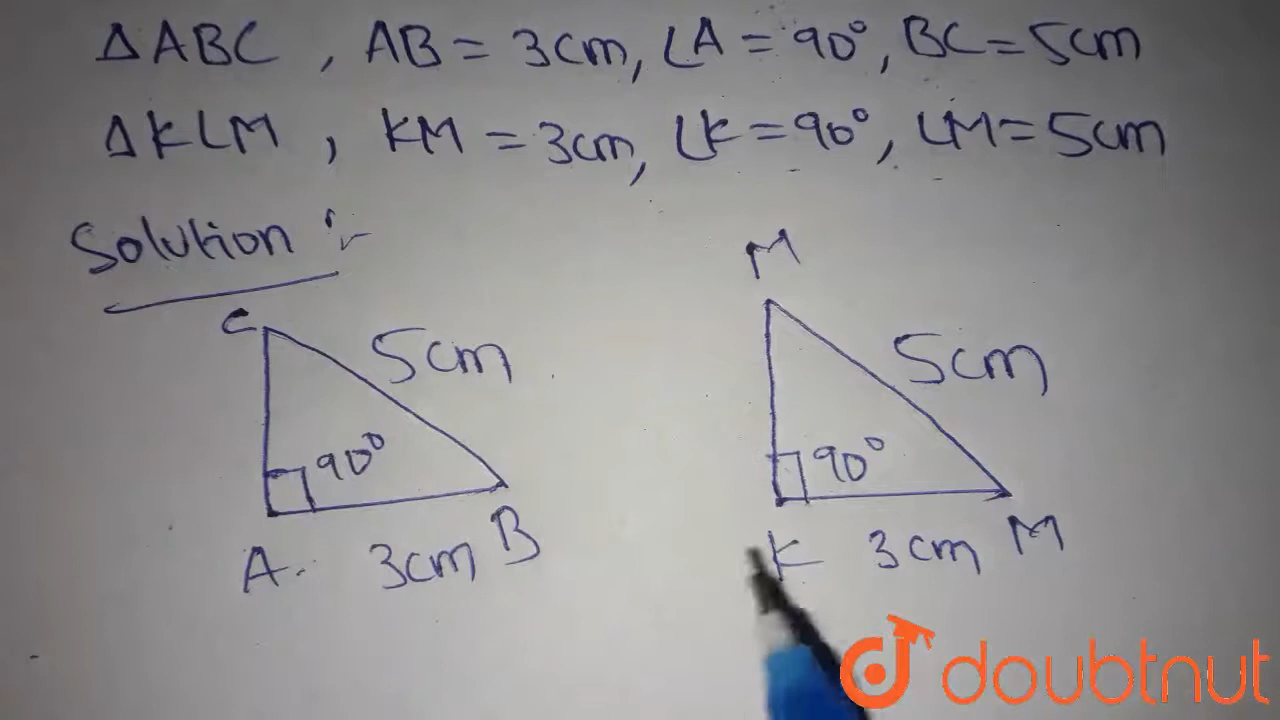 ΔABC , AB = 3cm, ∠A = 90°, BC = 5cm
ΔKLM , KM = 3cm, ∠K = 90°, LM = 5cm
Solution :-
M
C
5cm
5cm
90°
90°
A. 3cm B
K 3cm M
doubtnut